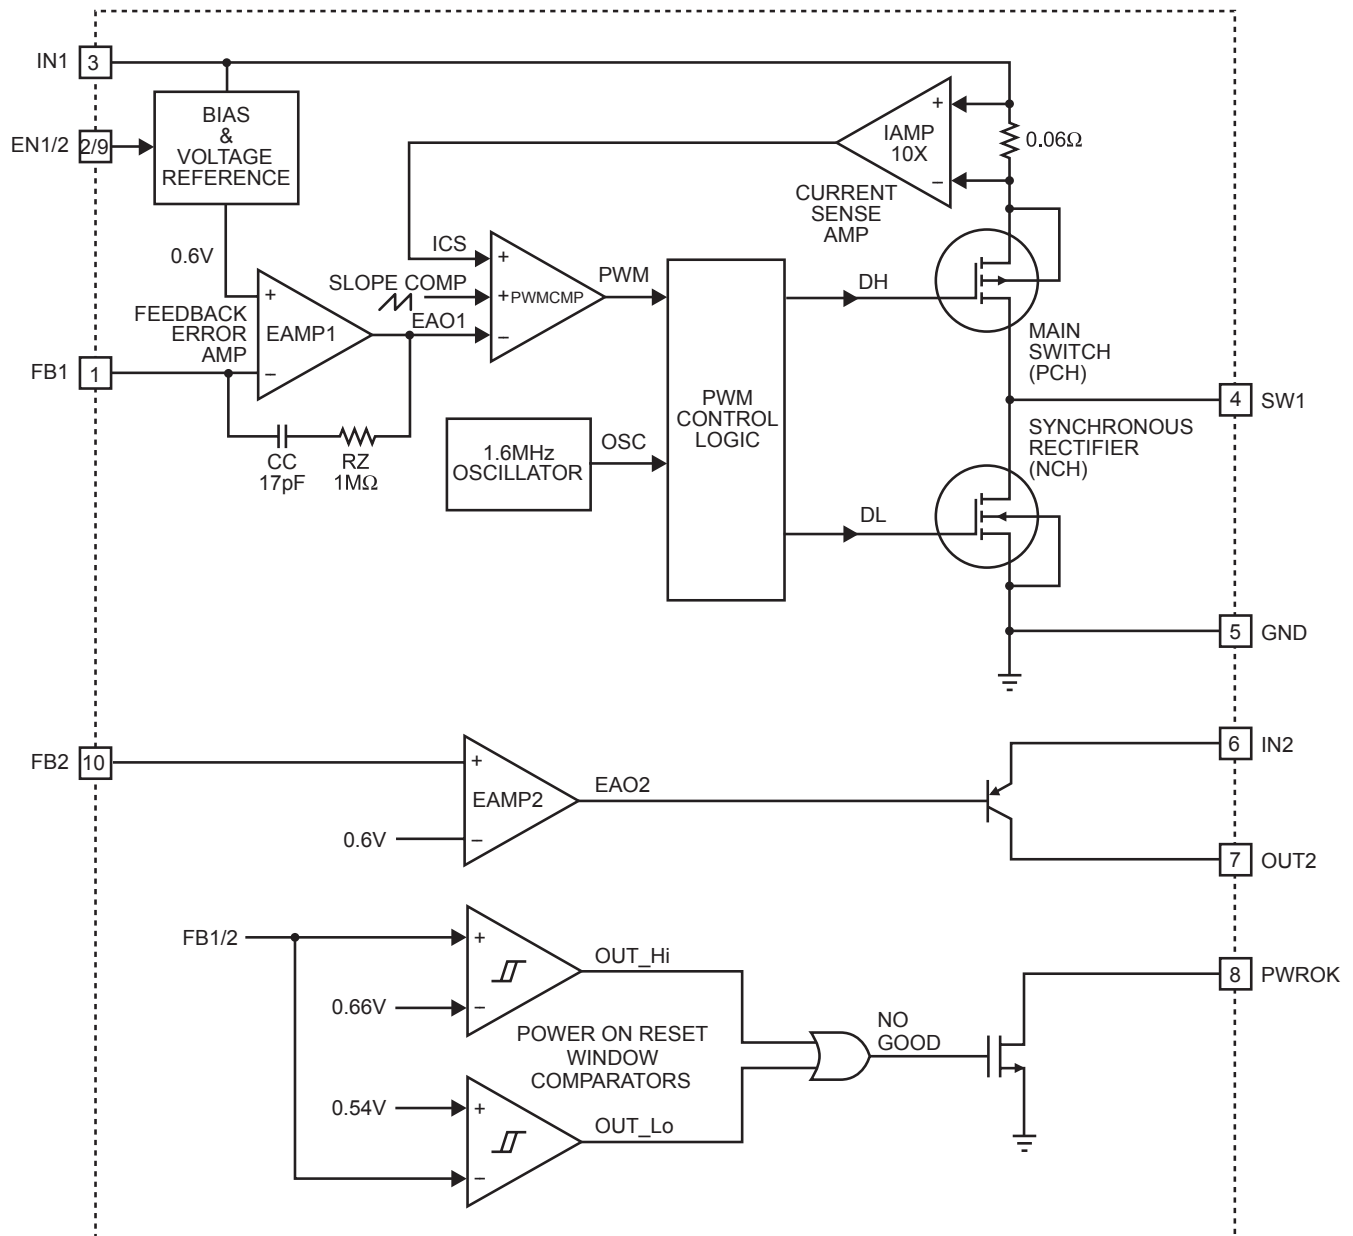 IN1
3
EN1/2
2/9
BIAS
&
VOLTAGE
REFERENCE
+
IAMP
10X
−
0.06Ω
CURRENT
SENSE
AMP
0.6V
ICS
+
SLOPE COMP
+
PWMCMP
EAO1
−
PWM
DH
FEEDBACK
ERROR
AMP
+
EAMP1
−
FB1
1
MAIN
SWITCH
(PCH)
4
SW1
PWM
CONTROL
LOGIC
CC
17pF
RZ
1MΩ
1.6MHz
OSCILLATOR
OSC
SYNCHRONOUS
RECTIFIER
(NCH)
DL
5
GND
FB2
10
+
EAMP2
−
0.6V
EAO2
6
IN2
7
OUT2
FB1/2
+
0.66V
−
OUT_Hi
POWER ON RESET
WINDOW
COMPARATORS
NO
GOOD
8
PWROK
0.54V
+
−
OUT_Lo